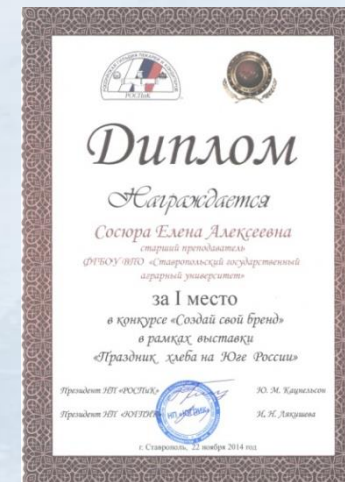 РОСПиК
Диплом
Награждается
Сосюра Елена Алексеевна
старший преподаватель
ФГБОУ ВПО «Ставропольский государственный
аграрный университет»
за I место
в конкурсе «Создай свой бренд»
в рамках выставки
«Праздник хлеба на Юге России»
Президент НП «РОСПиК» Ю. М. Кацнельсон
Президент НП «ЮГПИК» И. Н. Лякишева
г. Ставрополь, 22 ноября 2014 год